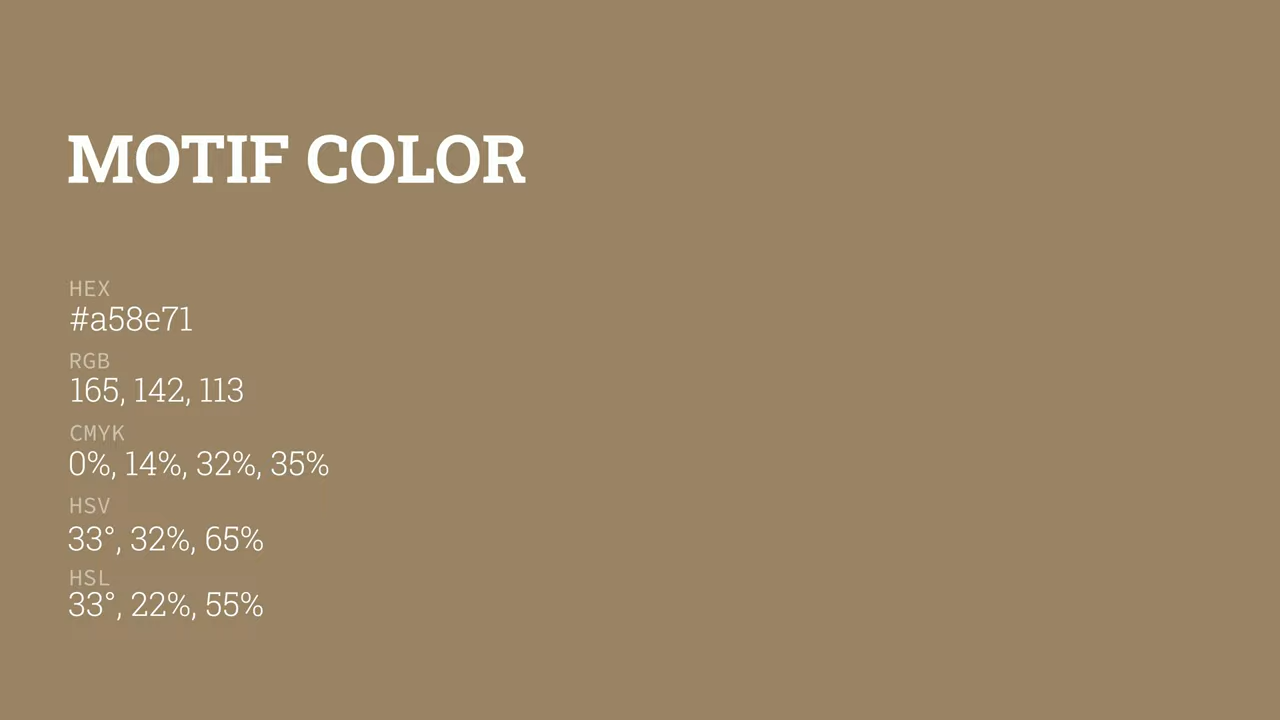 MOTIF COLOR
HEX
#a58e71
RGB
165, 142, 113
CMYK
0%, 14%, 32%, 35%
HSV
33°, 32%, 65%
HSL
33°, 22%, 55%